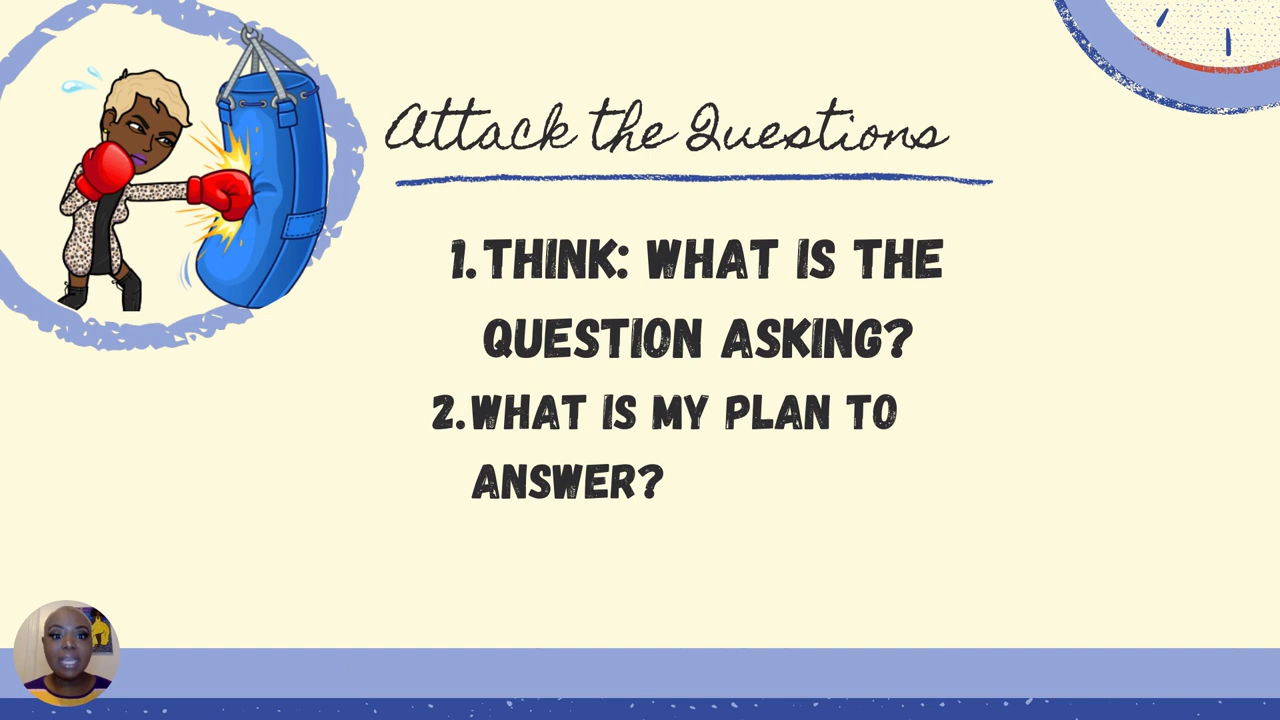 Attack the Questions
1. THINK: WHAT IS THE
QUESTION ASKING?
2. WHAT IS MY PLAN TO
ANSWER?